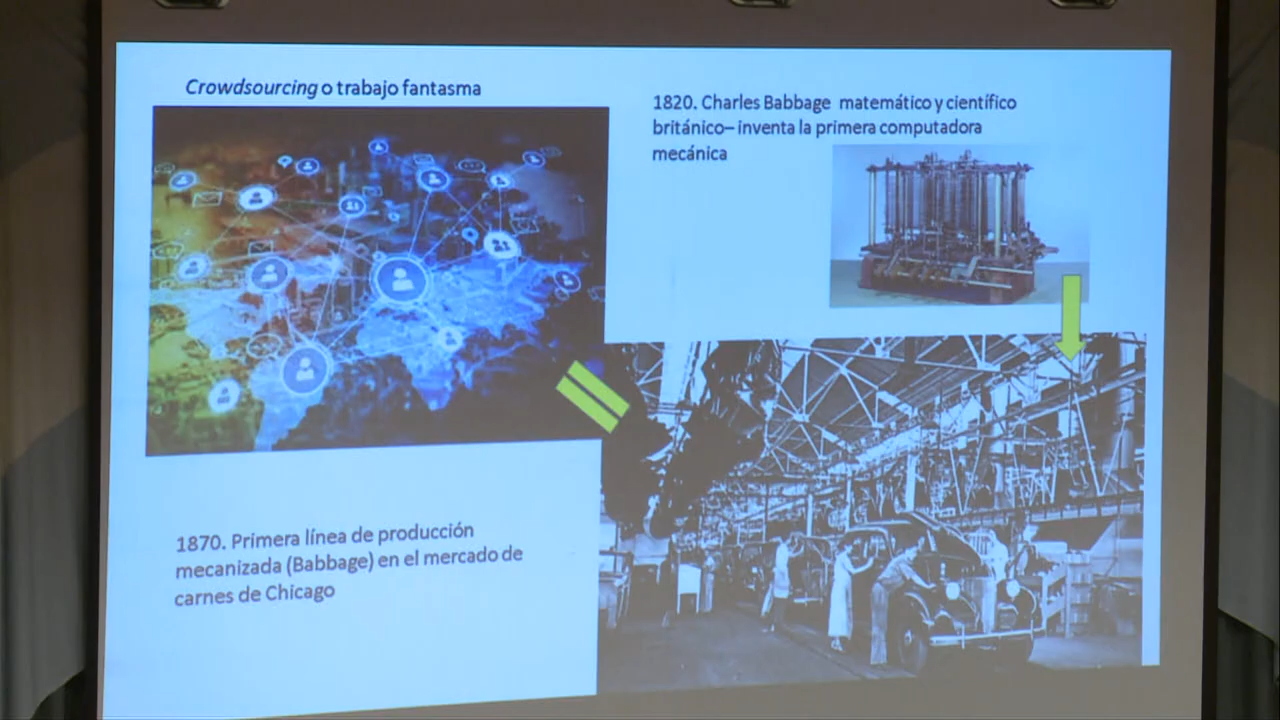 Crowdsourcing o trabajo fantasma
1820. Charles Babbage matemático y científico
británico– inventa la primera computadora
mecánica
1870. Primera línea de producción
mecanizada (Babbage) en el mercado de
carnes de Chicago